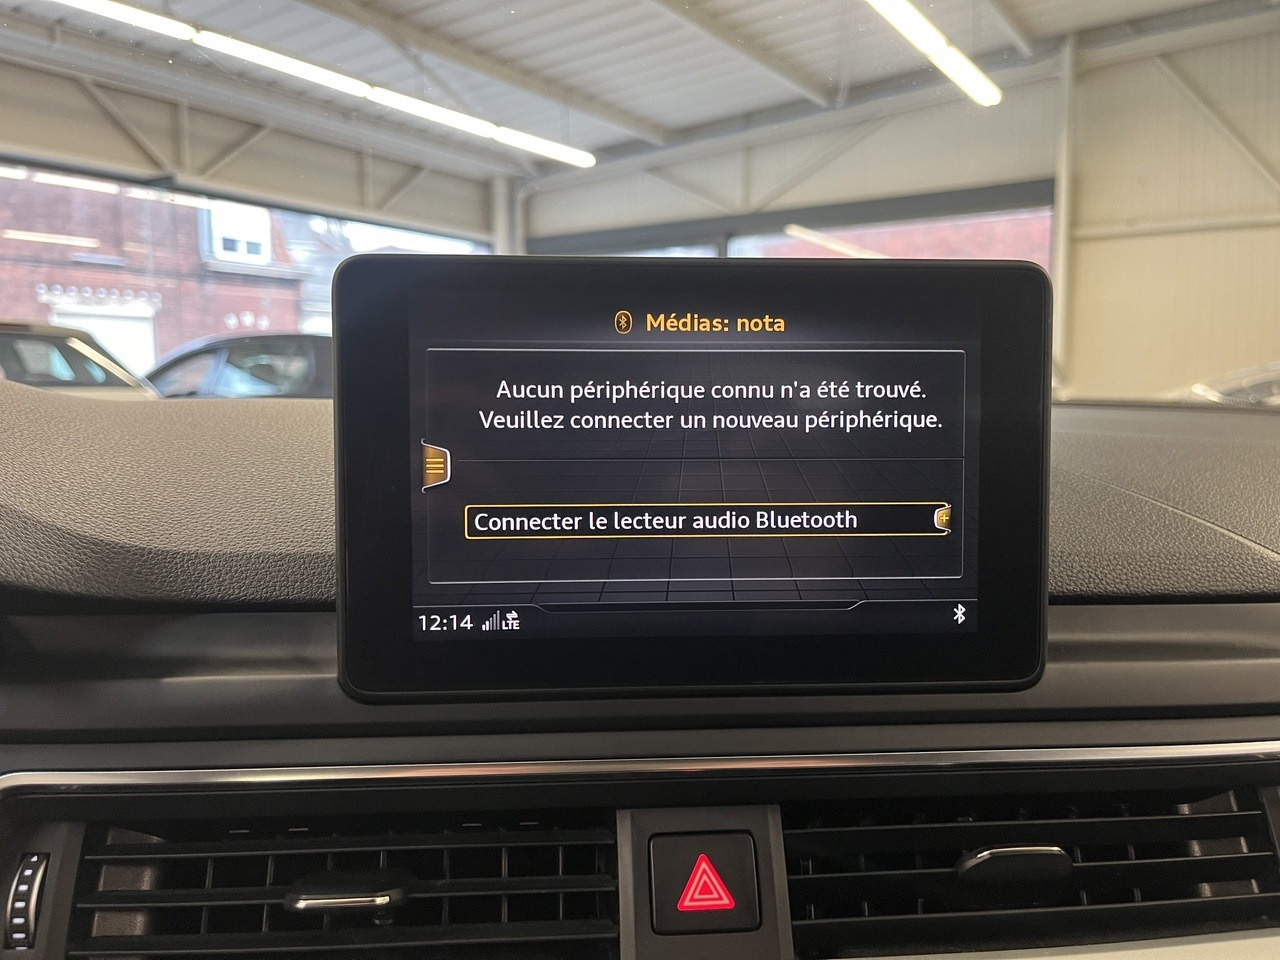 Médias: nota
Aucun périphérique connu n'a été trouvé.
Veuillez connecter un nouveau périphérique.
Connecter le lecteur audio Bluetooth
12:14 LTE